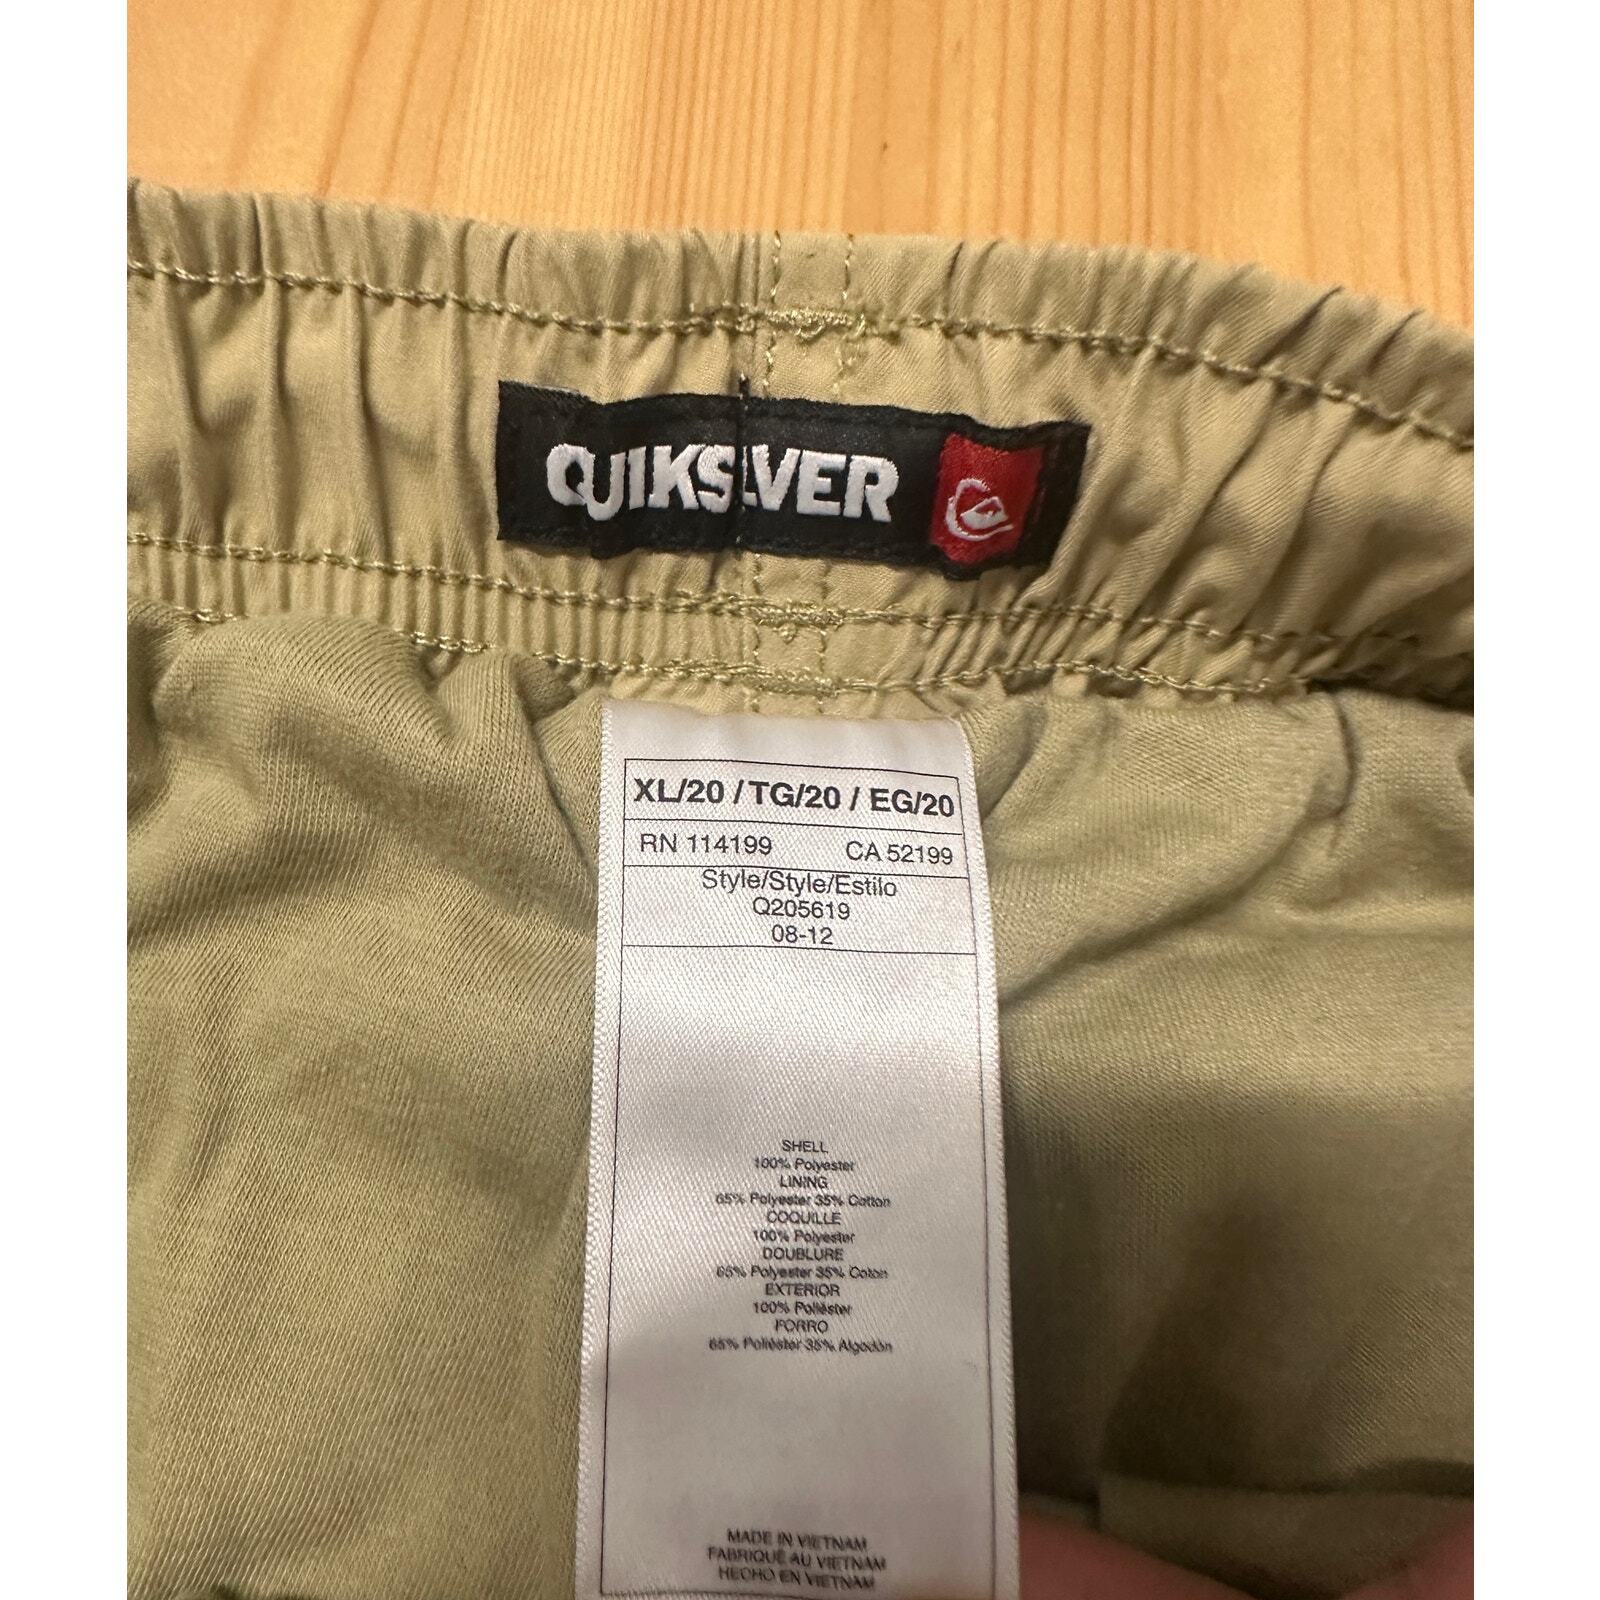 QUIKSILVER
XL/20 / TG/20 / EG/20
RN 114199 CA 52199
Style/Style/Estilo
Q205619
08-12
SHELL
100% Polyester
LINING
65% Polyester 35% Cotton
COQUILLE
100% Polyester
DOUBLURE
65% Polyester 35% Coton
EXTERIOR
100% Poliéster
FORRO
65% Poliéster 35% Algodón
MADE IN VIETNAM
FABRIQUÉ AU VIETNAM
HECHO EN VIETNAM